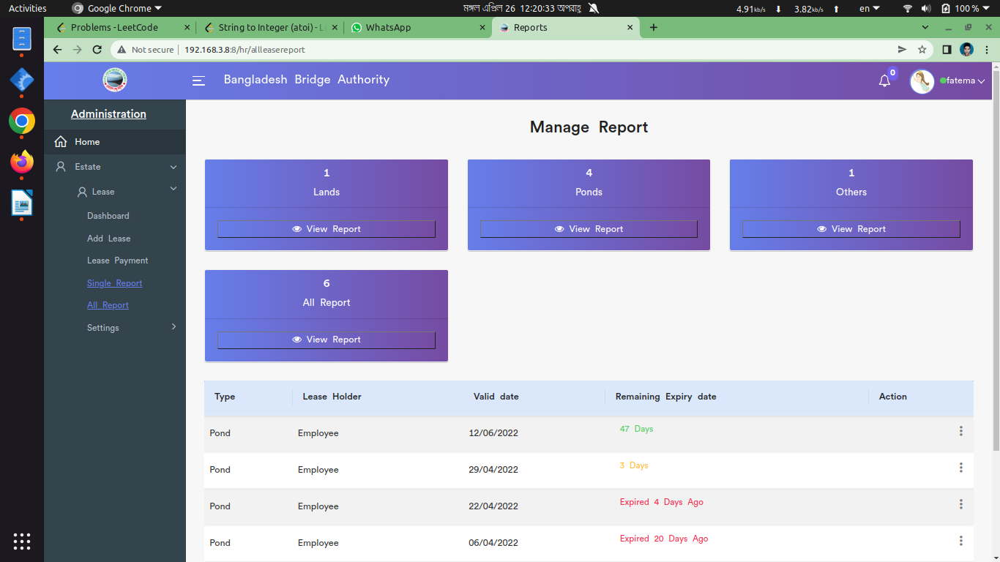 Activities Google Chrome মঙ্গল এপ্রিল 26 12:20:33 অপরাহ্ণ 4.91kb/s 3.82kb/s en 100 %
Problems - LeetCode String to Integer (atoi) - L WhatsApp Reports
Not secure 192.168.3.8:8/hr/allleasereport
Bangladesh Bridge Authority 0 fatema
Administration
Home
Estate
Lease
Dashboard
Add Lease
Lease Payment
Single Report
All Report
Settings
Manage Report
1
Lands
View Report
4
Ponds
View Report
1
Others
View Report
6
All Report
View Report
Type Lease Holder Valid date Remaining Expiry date Action
Pond Employee 12/06/2022 47 Days
Pond Employee 29/04/2022 3 Days
Pond Employee 22/04/2022 Expired 4 Days Ago
Pond Employee 06/04/2022 Expired 20 Days Ago